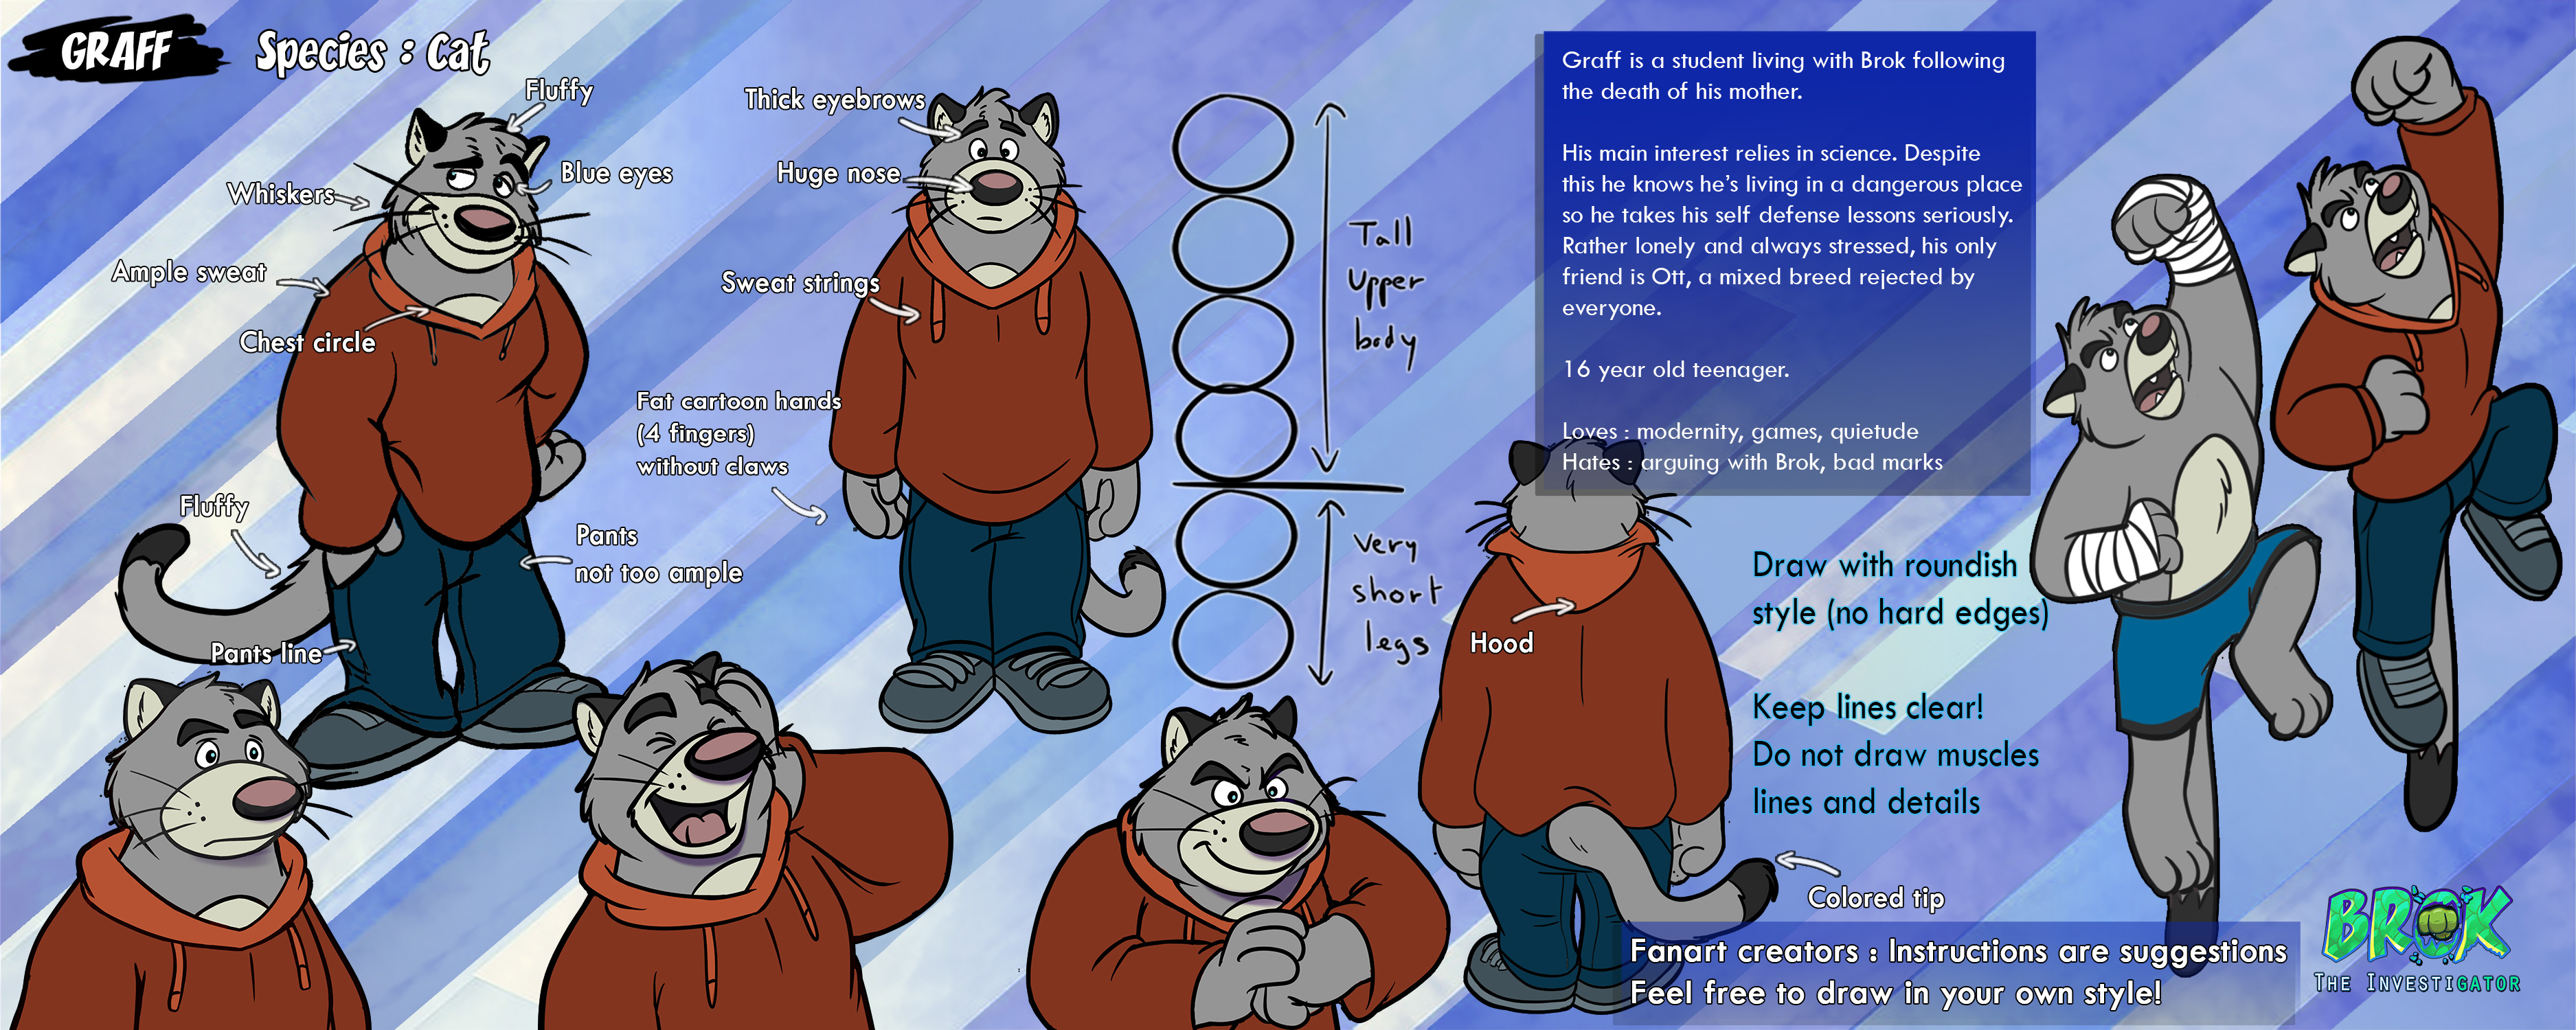 GRAFF
Species : Cat
Fluffy
Blue eyes
Whiskers
Ample sweat
Chest circle
Fluffy
Pants
not too ample
Pants line
Thick eyebrows
Huge nose
Sweat strings
Fat cartoon hands
(4 fingers)
without claws
Tall
Upper
body
Very
short
legs
Graff is a student living with Brok following
the death of his mother.
His main interest relies in science. Despite
this he knows he's living in a dangerous place
so he takes his self defense lessons seriously.
Rather lonely and always stressed, his only
friend is Ott, a mixed breed rejected by
everyone.
16 year old teenager.
Loves : modernity, games, quietude
Hates : arguing with Brok, bad marks
Hood
Draw with roundish
style (no hard edges)
Keep lines clear!
Do not draw muscles
lines and details
Colored tip
Fanart creators : Instructions are suggestions
Feel free to draw in your own style!
BROK
THE INVESTIGATOR